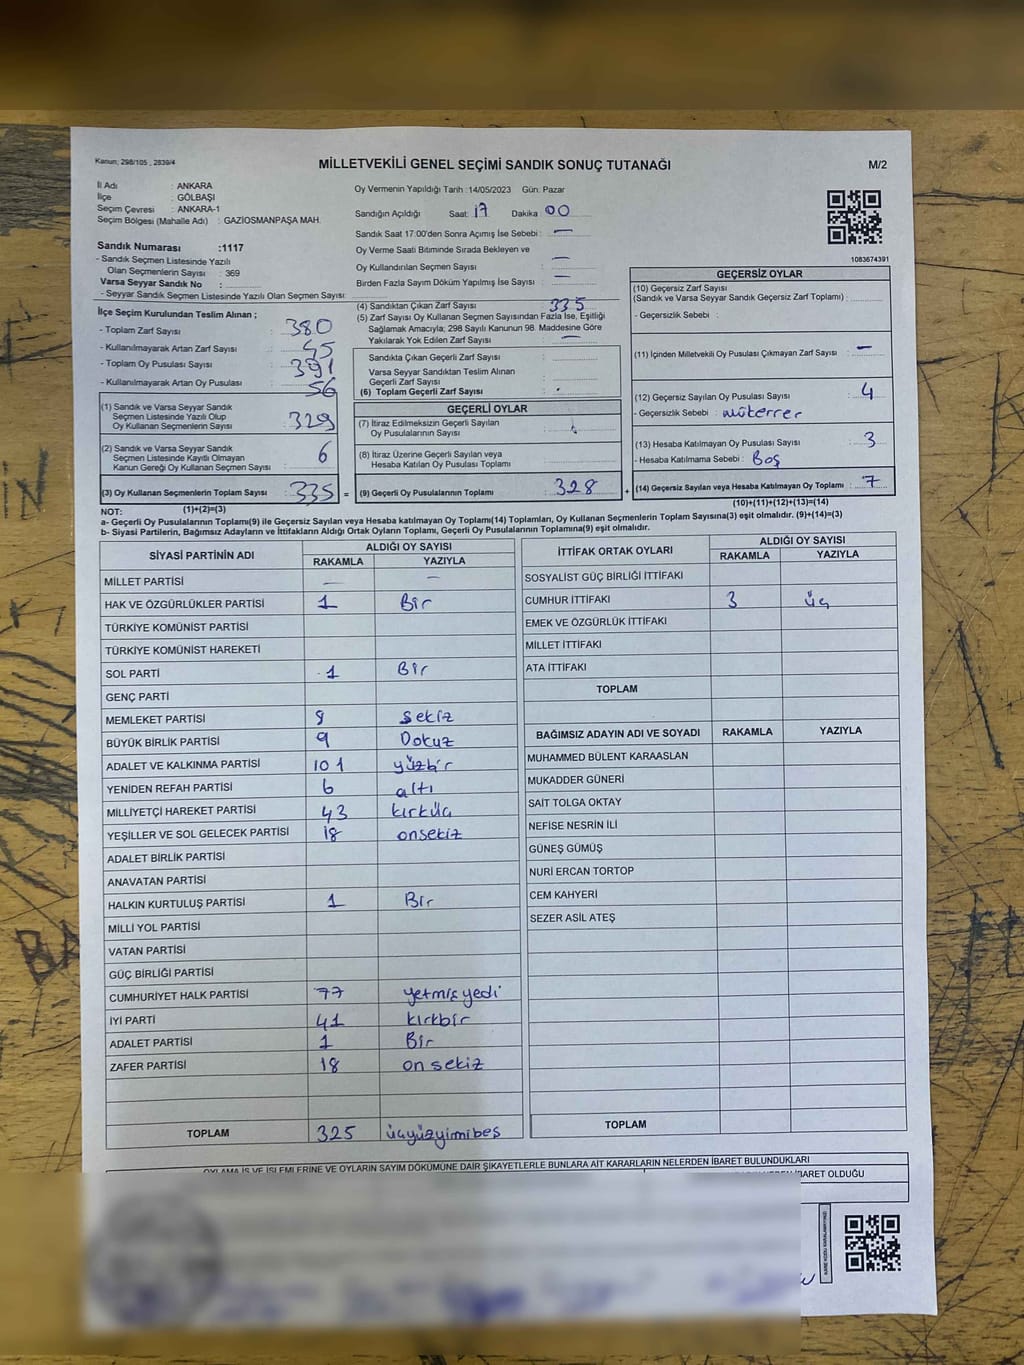 Kanun; 298/105 , 2839/4
MİLLETVEKİLİ GENEL SEÇİMİ SANDIK SONUÇ TUTANAĞI
M/2
İl Adı : ANKARA
İlçe : GÖLBAŞI
Seçim Çevresi : ANKARA-1
Seçim Bölgesi (Mahalle Adı) : GAZİOSMANPAŞA MAH.
Sandık Numarası :1117
- Sandık Seçmen Listesinde Yazılı
Olan Seçmenlerin Sayısı : 369
Varsa Seyyar Sandık No :
- Seyyar Sandık Seçmen Listesinde Yazılı Olan Seçmen Sayısı:
Oy Vermenin Yapıldığı Tarih :14/05/2023 Gün: Pazar
Sandığın Açıldığı Saat: 17 Dakika: 00
Sandık Saat 17:00'den Sonra Açımış İse Sebebi : —
Oy Verme Saati Bitiminde Sırada Bekleyen ve
Oy Kullandırılan Seçmen Sayısı : —
Birden Fazla Sayım Döküm Yapılmış İse Sayısı : —
1083674391
İlçe Seçim Kurulundan Teslim Alınan ;
- Toplam Zarf Sayısı : 380
- Kullanılmayarak Artan Zarf Sayısı : 45
- Toplam Oy Pusulası Sayısı : 391
- Kullanılmayarak Artan Oy Pusulası : 56
(1) Sandık ve Varsa Seyyar Sandık
Seçmen Listesinde Yazılı Olup
Oy Kullanan Seçmenlerin Sayısı : 329
(2) Sandık ve Varsa Seyyar Sandık
Seçmen Listesinde Kayıtlı Olmayan
Kanun Gereği Oy Kullanan Seçmen Sayısı : 6
(3) Oy Kullanan Seçmenlerin Toplam Sayısı : 335 =
(4) Sandıktan Çıkan Zarf Sayısı : 335
(5) Zarf Sayısı Oy Kullanan Seçmen Sayısından Fazla İse, Eşitliği
Sağlamak Amacıyla; 298 Sayılı Kanunun 98. Maddesine Göre
Yakılarak Yok Edilen Zarf Sayısı : —
Sandıkta Çıkan Geçerli Zarf Sayısı :
Varsa Seyyar Sandıktan Teslim Alınan
Geçerli Zarf Sayısı :
(6) Toplam Geçerli Zarf Sayısı :
GEÇERLİ OYLAR
(7) İtiraz Edilmeksizin Geçerli Sayılan
Oy Pusulalarının Sayısı :
(8) İtiraz Üzerine Geçerli Sayılan veya
Hesaba Katılan Oy Pusulası Toplamı :
(9) Geçerli Oy Pusulalarının Toplamı : 328 +
GEÇERSİZ OYLAR
(10) Geçersiz Zarf Sayısı
(Sandık ve Varsa Seyyar Sandık Geçersiz Zarf Toplamı) :
- Geçersizlik Sebebi :
(11) İçinden Milletvekili Oy Pusulası Çıkmayan Zarf Sayısı : —
(12) Geçersiz Sayılan Oy Pusulası Sayısı : 4
- Geçersizlik Sebebi : mükerrer
(13) Hesaba Katılmayan Oy Pusulası Sayısı : 3
- Hesaba Katılmama Sebebi : Boş
(14) Geçersiz Sayılan veya Hesaba Katılmayan Oy Toplamı : 7
NOT: (1)+(2)=(3)
(10)+(11)+(12)+(13)=(14)
a- Geçerli Oy Pusulalarının Toplamı(9) ile Geçersiz Sayılan veya Hesaba katılmayan Oy Toplamı(14) Toplamları, Oy Kullanan Seçmenlerin Toplam Sayısına(3) eşit olmalıdır. (9)+(14)=(3)
b- Siyasi Partilerin, Bağımsız Adayların ve İttifakların Aldığı Ortak Oyların Toplamı, Geçerli Oy Pusulalarının Toplamına(9) eşit olmalıdır.
SİYASİ PARTİNİN ADI ALDIĞI OY SAYISI
RAKAMLA YAZIYLA
MİLLET PARTİSİ — —
HAK VE ÖZGÜRLÜKLER PARTİSİ 1 Bir
TÜRKİYE KOMÜNİST PARTİSİ
TÜRKİYE KOMÜNİST HAREKETİ
SOL PARTİ 1 Bir
GENÇ PARTİ
MEMLEKET PARTİSİ 8 sekiz
BÜYÜK BİRLİK PARTİSİ 9 Dokuz
ADALET VE KALKINMA PARTİSİ 101 yüzbir
YENİDEN REFAH PARTİSİ 6 altı
MİLLİYETÇİ HAREKET PARTİSİ 43 kırküç
YEŞİLLER VE SOL GELECEK PARTİSİ 18 onsekiz
ADALET BİRLİK PARTİSİ
ANAVATAN PARTİSİ
HALKIN KURTULUŞ PARTİSİ 1 Bir
MİLLİ YOL PARTİSİ
VATAN PARTİSİ
GÜÇ BİRLİĞİ PARTİSİ
CUMHURİYET HALK PARTİSİ 77 yetmiş yedi
İYİ PARTİ 41 kırkbir
ADALET PARTİSİ 1 Bir
ZAFER PARTİSİ 18 on sekiz
TOPLAM 325 üçyüzyirmibeş
İTTİFAK ORTAK OYLARI ALDIĞI OY SAYISI
RAKAMLA YAZIYLA
SOSYALİST GÜÇ BİRLİĞİ İTTİFAKI
CUMHUR İTTİFAKI 3 üç
EMEK VE ÖZGÜRLÜK İTTİFAKI
MİLLET İTTİFAKI
ATA İTTİFAKI
TOPLAM
BAĞIMSIZ ADAYIN ADI VE SOYADI RAKAMLA YAZIYLA
MUHAMMED BÜLENT KARAASLAN
MUKADDER GÜNERİ
SAİT TOLGA OKTAY
NEFİSE NESRİN İLİ
GÜNEŞ GÜMÜŞ
NURİ ERCAN TORTOP
CEM KAHYERİ
SEZER ASİL ATEŞ
TOPLAM
OYLAMA İŞ VE İŞLEMLERİNE VE OYLARIN SAYIM DÖKÜMÜNE DAİR ŞİKAYETLERLE BUNLARA AİT KARARLARIN NELERDEN İBARET BULUNDUKLARI
İBARET OLDUĞU